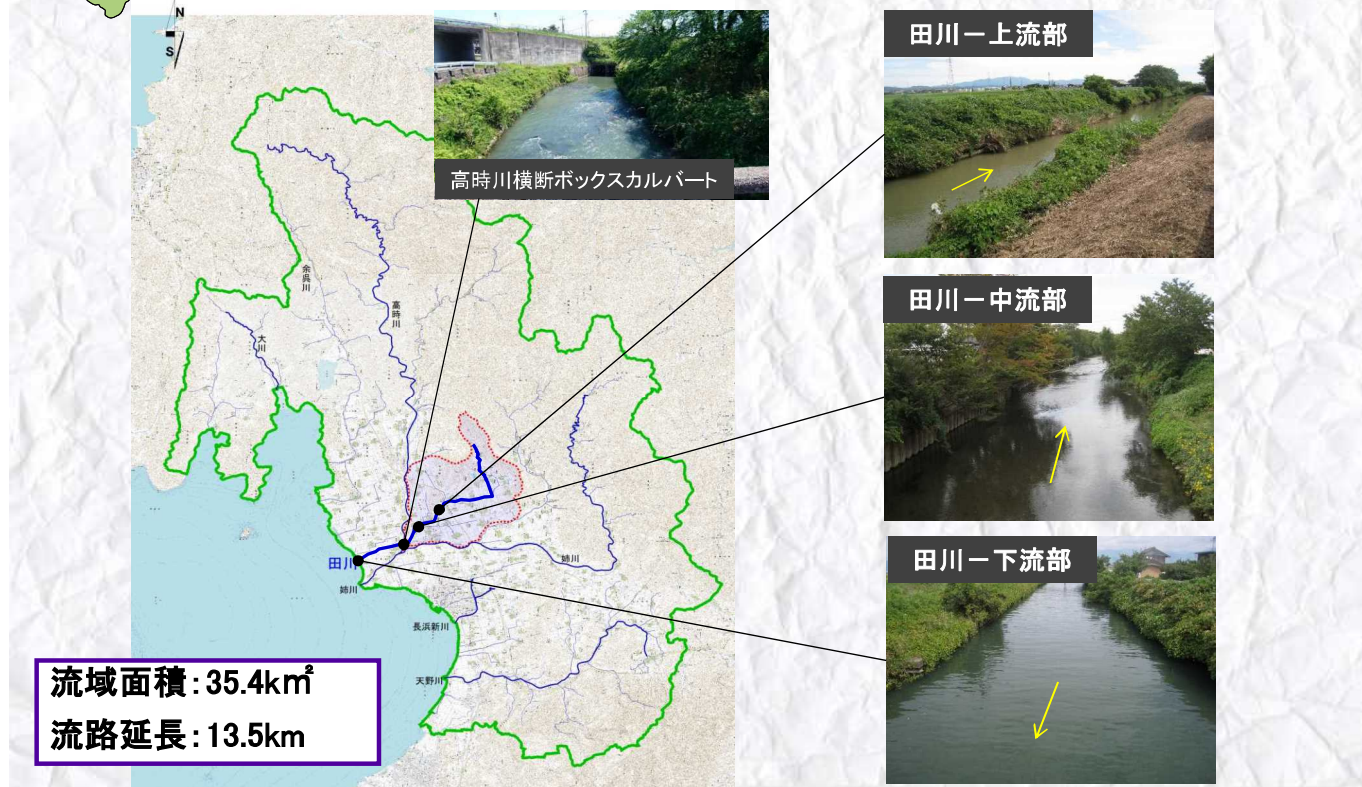 N
S
高時川横断ボックスカルバート
田川－上流部
田川－中流部
田川－下流部
余呉川
高時川
大川
田川
姉川
姉川
長浜新川
天野川
流域面積：35.4k㎡
流路延長：13.5km